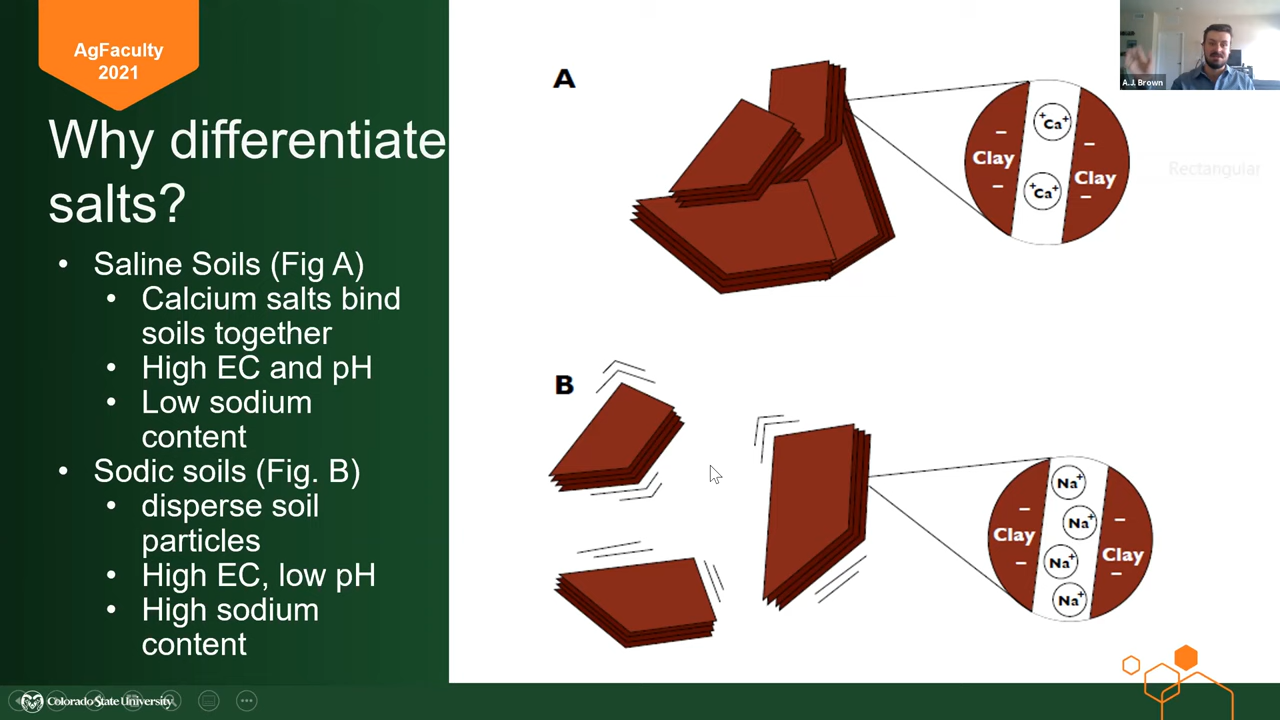 AgFaculty
2021
Why differentiate
salts?
• Saline Soils (Fig A)
• Calcium salts bind
soils together
• High EC and pH
• Low sodium
content
• Sodic soils (Fig. B)
• disperse soil
particles
• High EC, low pH
• High sodium
content
Colorado State University
A
Clay
Ca
Ca
Clay
B
Clay
Na
Na
Na
Na
Clay
A.J. Brown
Rectangular